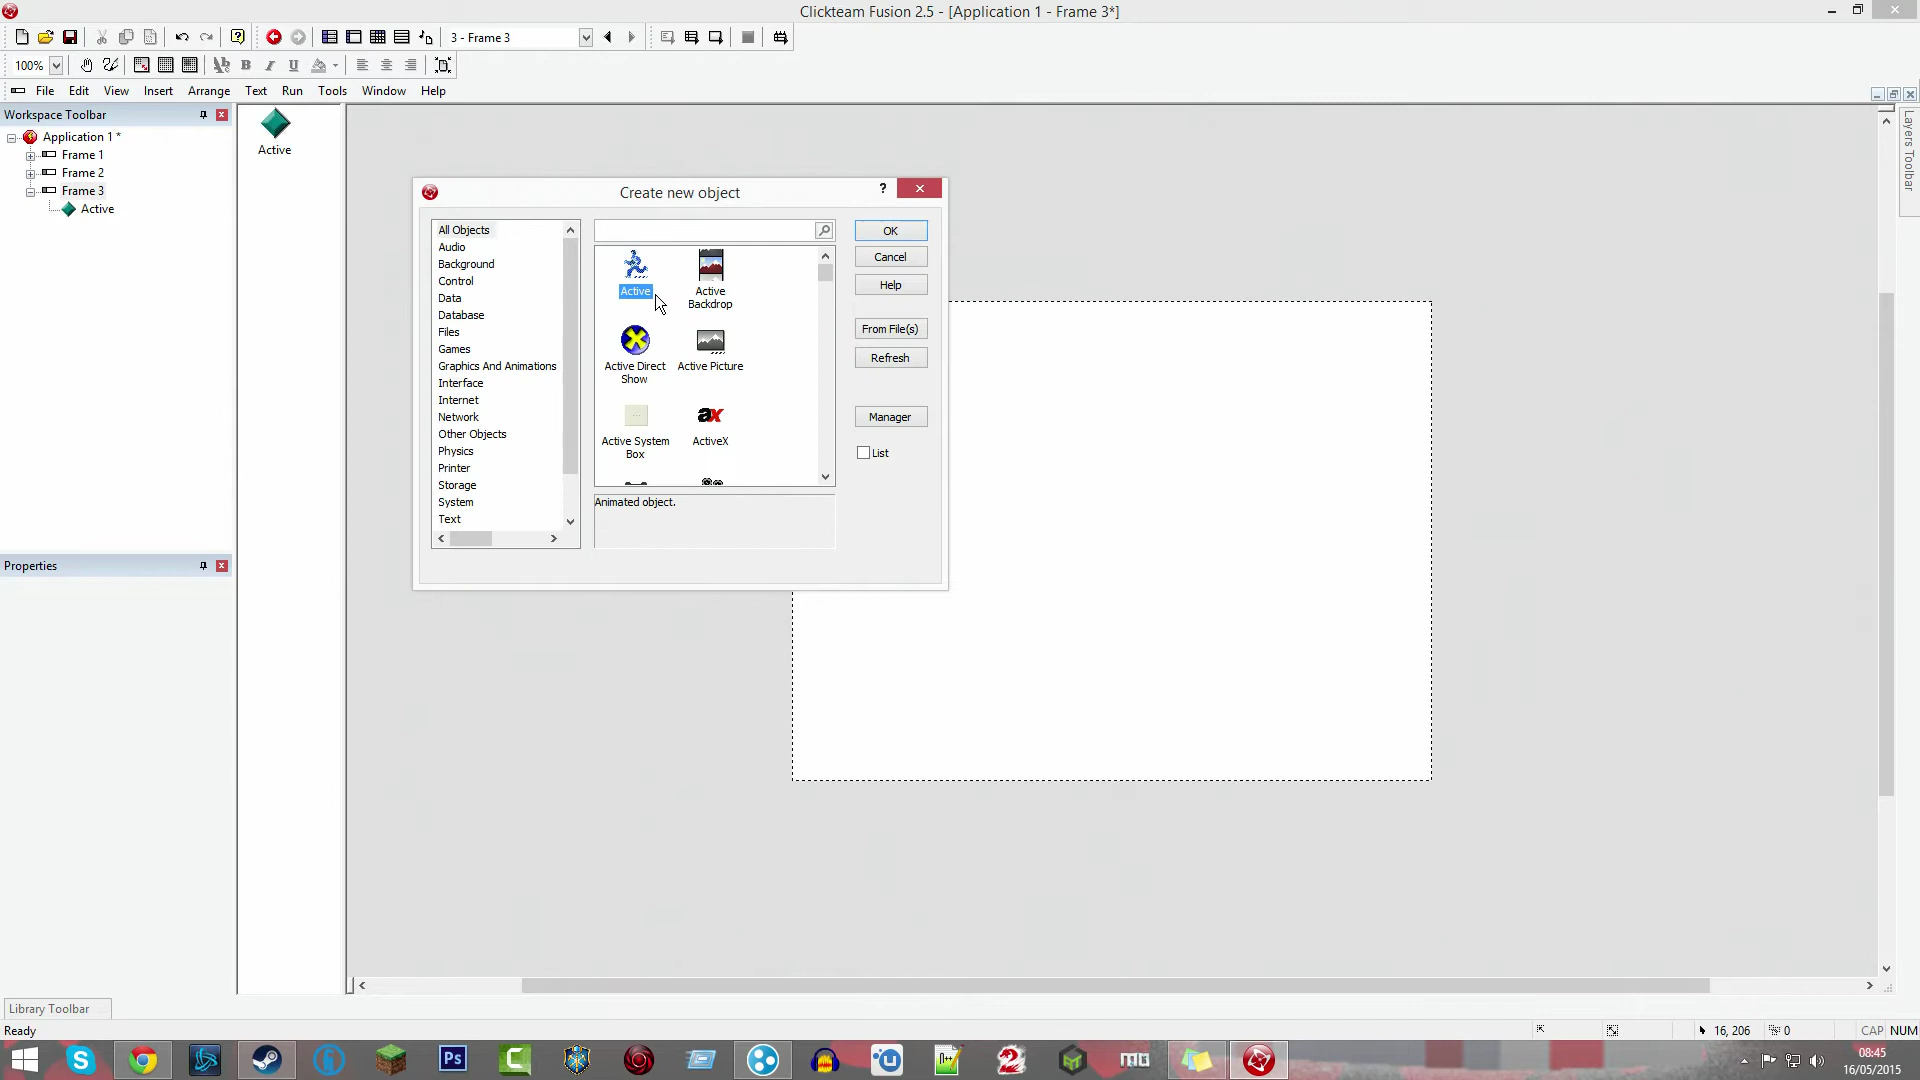 Clickteam Fusion 2.5 - [Application 1 - Frame 3*]
3 - Frame 3
100%
File Edit View Insert Arrange Text Run Tools Window Help
Workspace Toolbar
Application 1 *
Frame 1
Frame 2
Frame 3
Active
Active
Layers Toolbar
Create new object
?
All Objects
Audio
Background
Control
Data
Database
Files
Games
Graphics And Animations
Interface
Internet
Network
Other Objects
Physics
Printer
Storage
System
Text
Active
Active
Backdrop
Active Direct
Show
Active Picture
Active System
Box
ax
ActiveX
Animated object.
OK
Cancel
Help
From File(s)
Refresh
Manager
List
Properties
Library Toolbar
Ready
16, 206
0
CAP NUM
Ps
08:45
16/05/2015